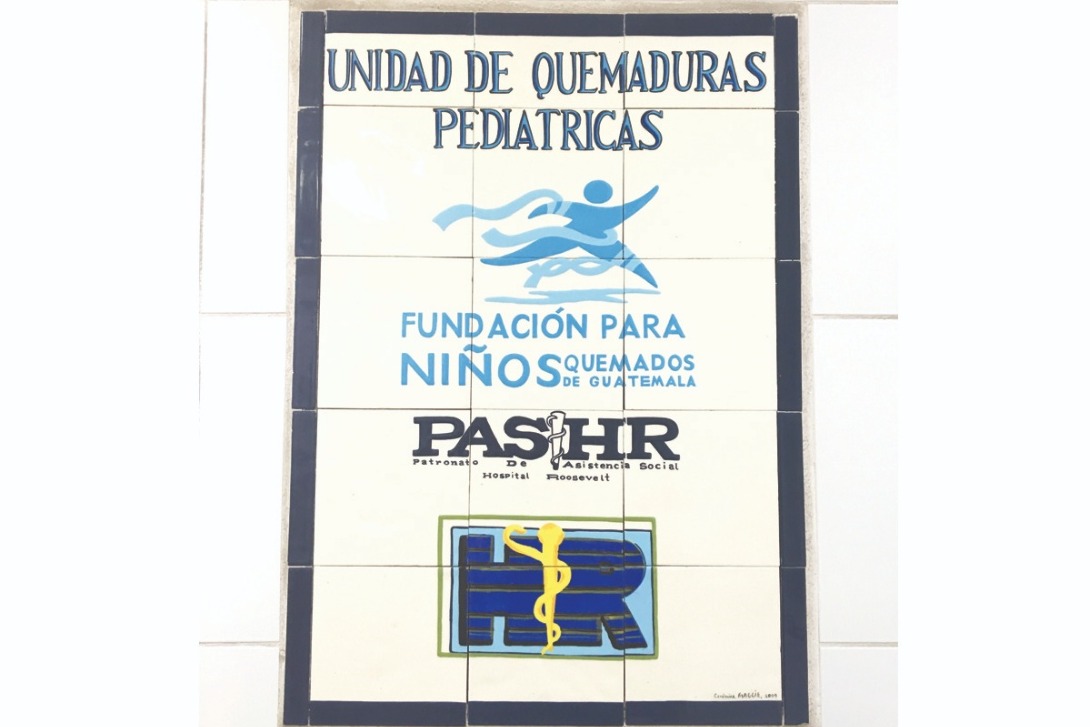 UNIDAD DE QUEMADURAS
PEDIATRICAS
FUNDACIÓN PARA
NIÑOS QUEMADOS
DE GUATEMALA
PASHR
Patronato De Asistencia Social
Hospital Roosevelt
HR